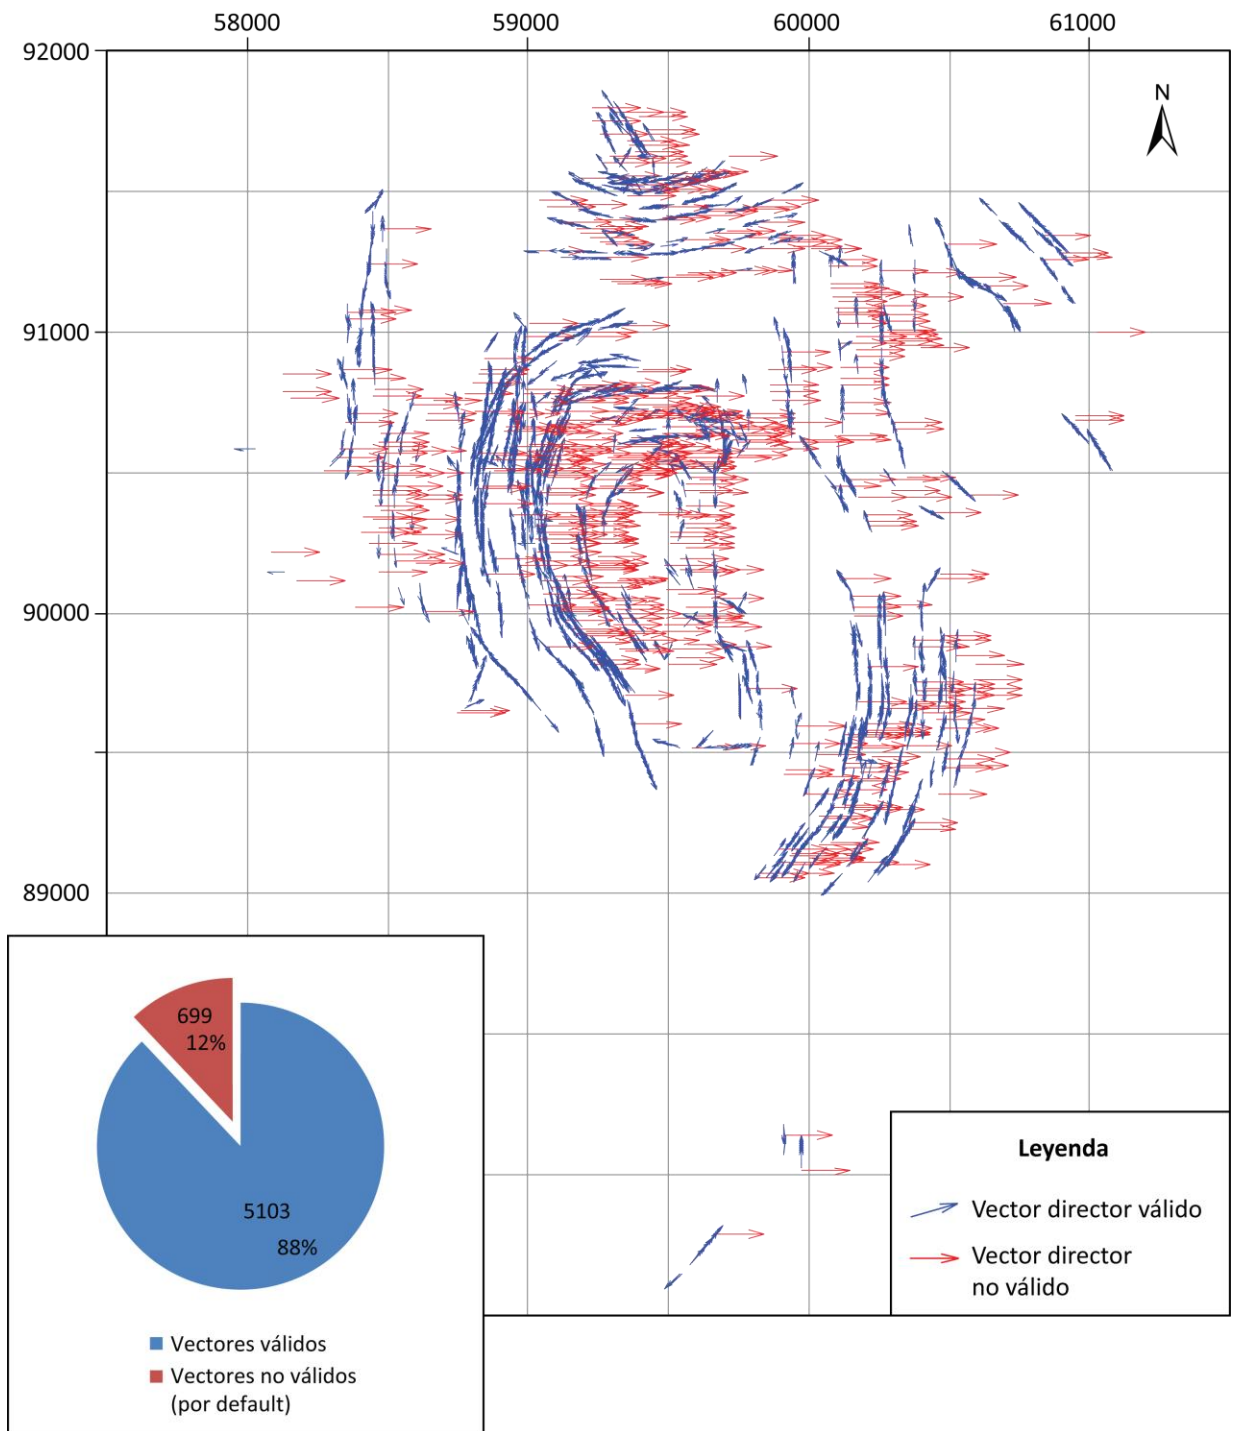 58000 59000 60000 61000
92000
N
91000
90000
89000
699
12%
5103
88%
Vectores válidos
Vectores no válidos
(por default)
Leyenda
Vector director válido
Vector director
no válido